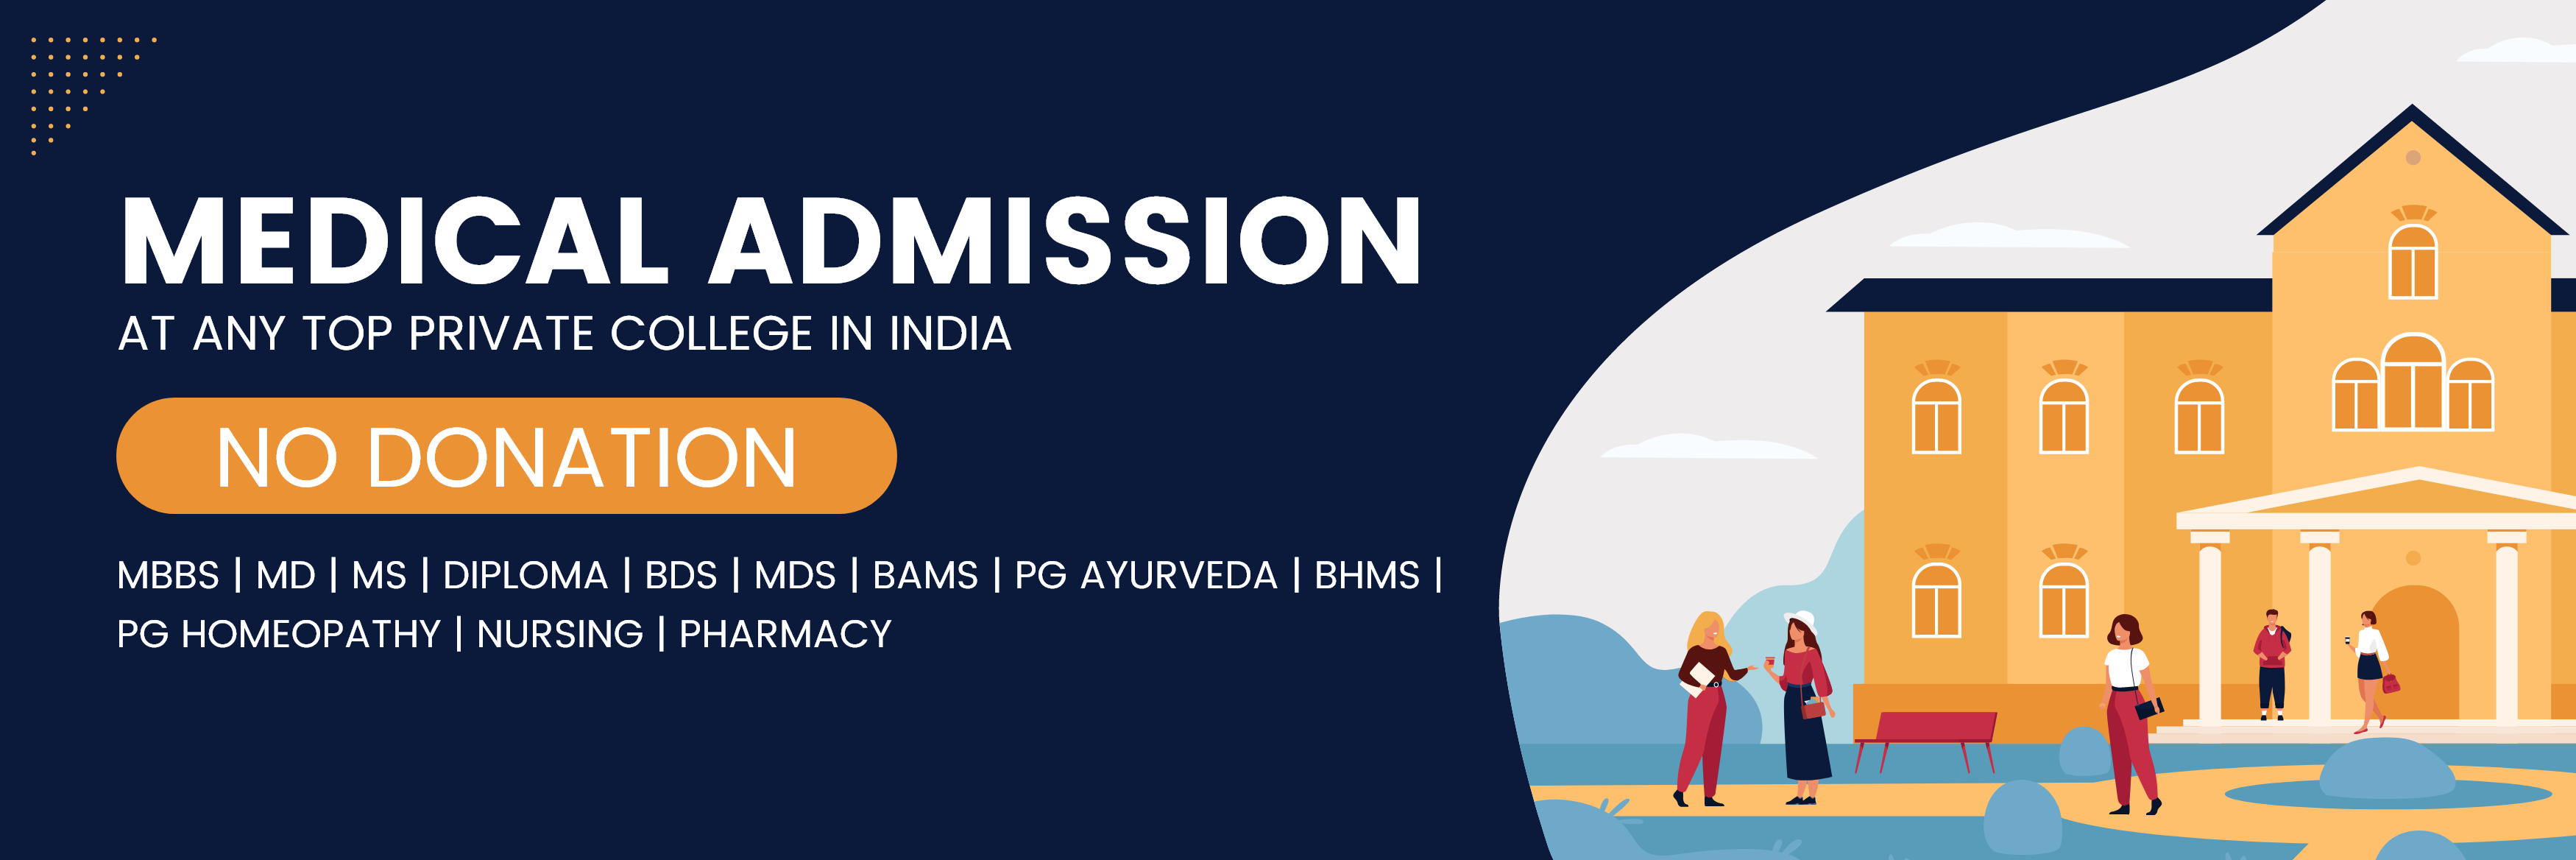 MEDICAL ADMISSION
AT ANY TOP PRIVATE COLLEGE IN INDIA
NO DONATION
MBBS | MD | MS | DIPLOMA | BDS | MDS | BAMS | PG AYURVEDA | BHMS |
PG HOMEOPATHY | NURSING | PHARMACY